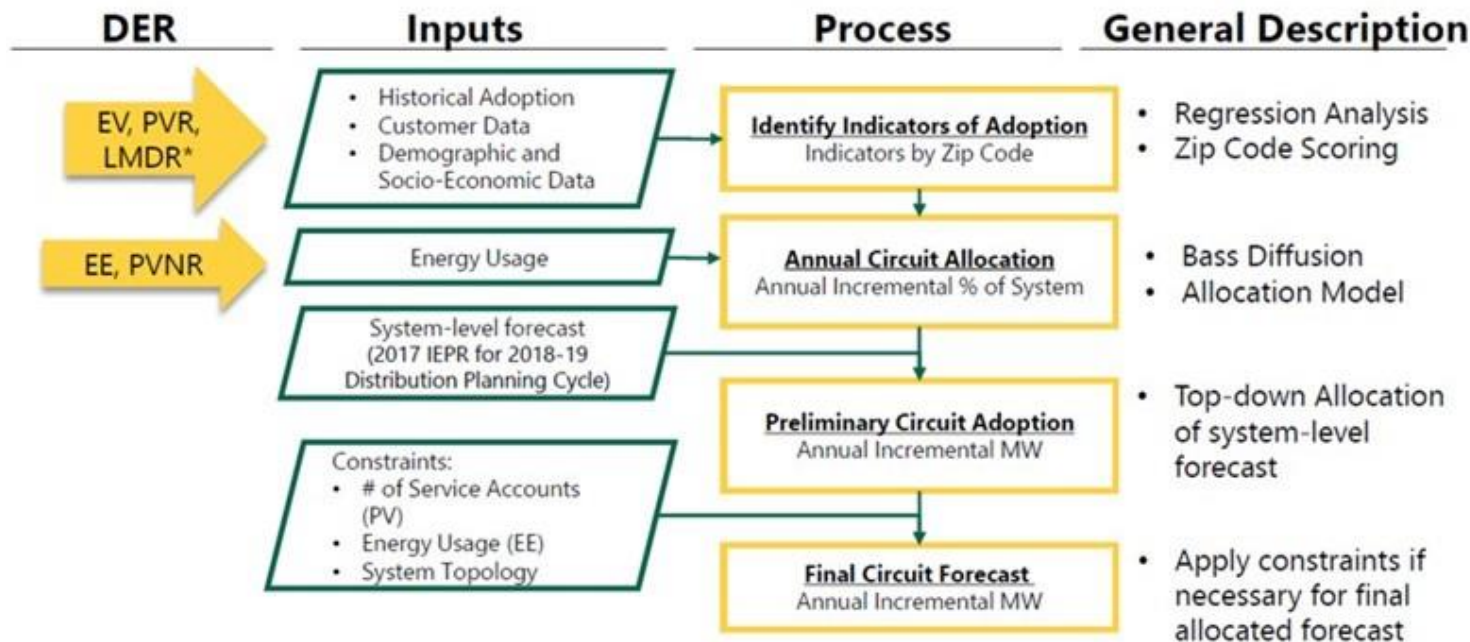 DER
Inputs
Process
General Description
EV, PVR,
LMDR*
• Historical Adoption
• Customer Data
• Demographic and
Socio-Economic Data
Identify Indicators of Adoption
Indicators by Zip Code
• Regression Analysis
• Zip Code Scoring
EE, PVNR
Energy Usage
Annual Circuit Allocation
Annual Incremental % of System
• Bass Diffusion
• Allocation Model
System-level forecast
(2017 IEPR for 2018-19
Distribution Planning Cycle)
Preliminary Circuit Adoption
Annual Incremental MW
• Top-down Allocation
of system-level
forecast
Constraints:
• # of Service Accounts
(PV)
• Energy Usage (EE)
• System Topology
Final Circuit Forecast
Annual Incremental MW
• Apply constraints if
necessary for final
allocated forecast